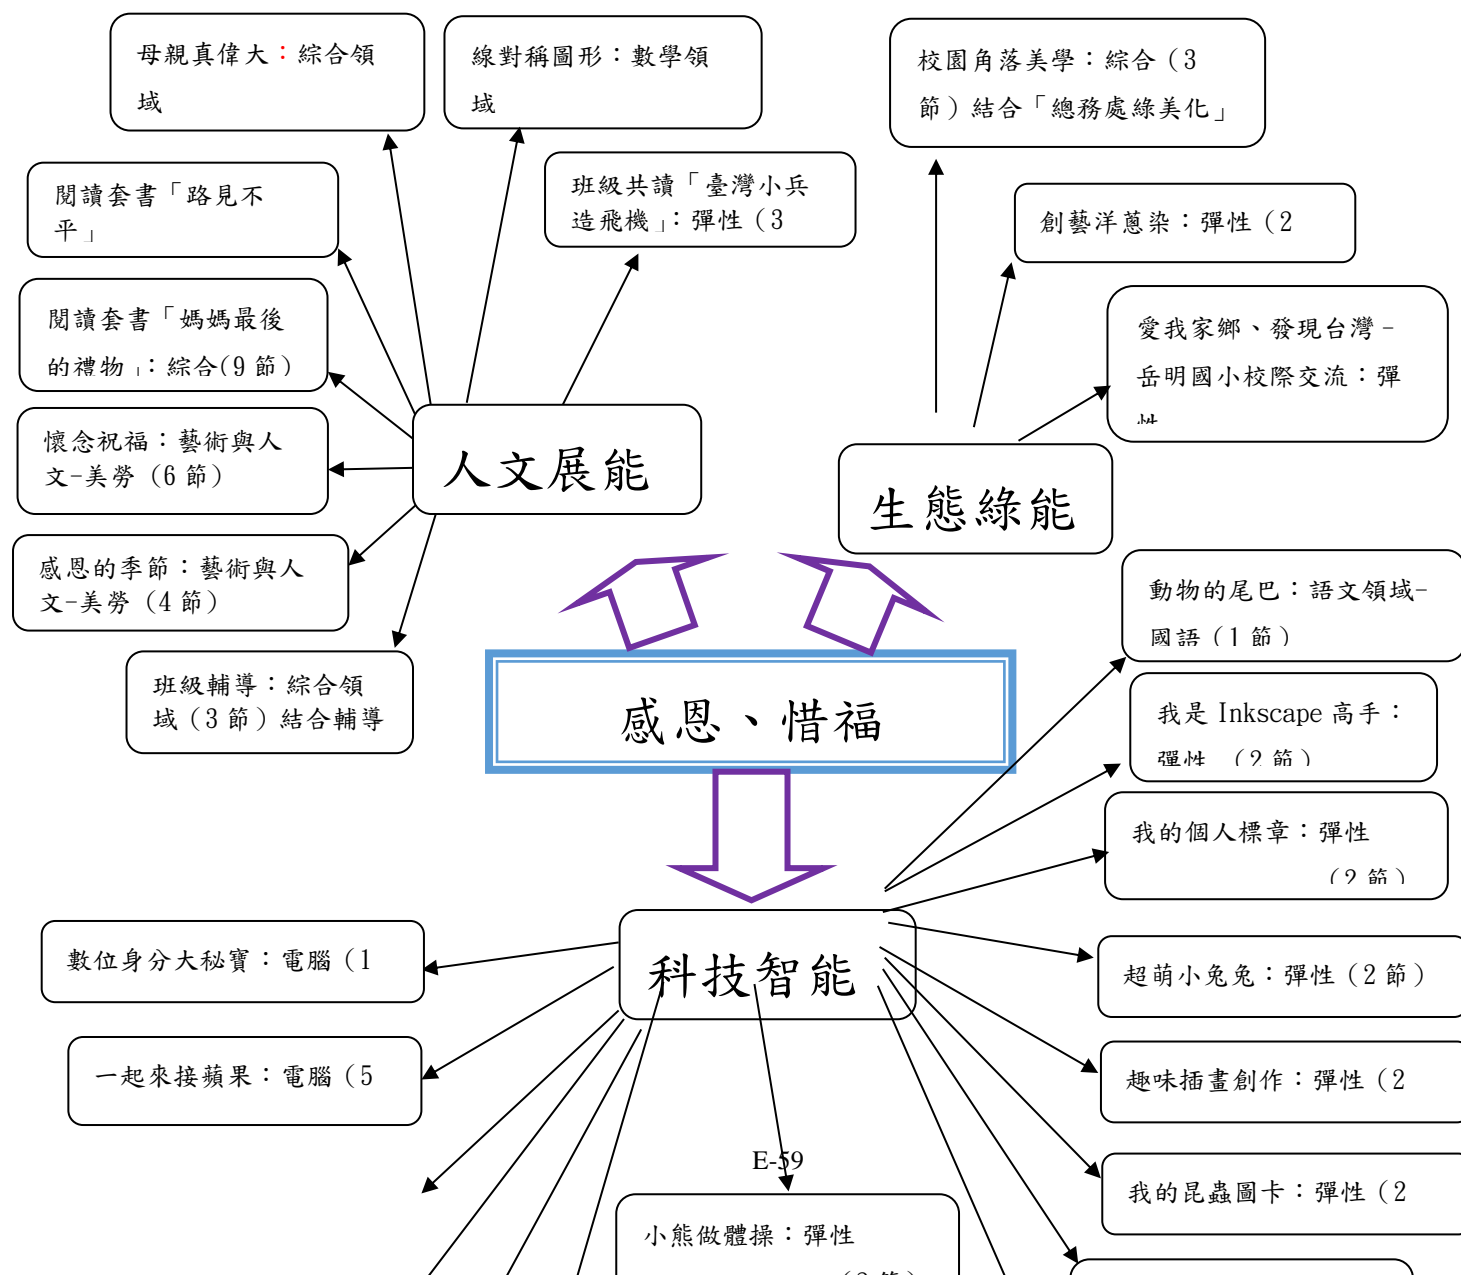 母親真偉大：綜合領
域
線對稱圖形：數學領
域
校園角落美學：綜合（3
節）結合「總務處綠美化」
閱讀套書「路見不
平」
班級共讀「臺灣小兵
造飛機」：彈性（3
創藝洋蔥染：彈性（2
閱讀套書「媽媽最後
的禮物」：綜合(9 節)
愛我家鄉、發現台灣-
岳明國小校際交流：彈
性
懷念祝福：藝術與人
文-美勞（6 節）
人文展能
生態綠能
感恩的季節：藝術與人
文-美勞（4 節）
動物的尾巴：語文領域-
國語（1 節）
班級輔導：綜合領
域（3 節）結合輔導
感恩、惜福
我是 Inkscape 高手：
彈性 （2 節）
我的個人標章：彈性
（2 節）
數位身分大秘寶：電腦（1
科技智能
超萌小兔兔：彈性（2 節）
一起來接蘋果：電腦（5
趣味插畫創作：彈性（2
E-59
我的昆蟲圖卡：彈性（2
小熊做體操：彈性